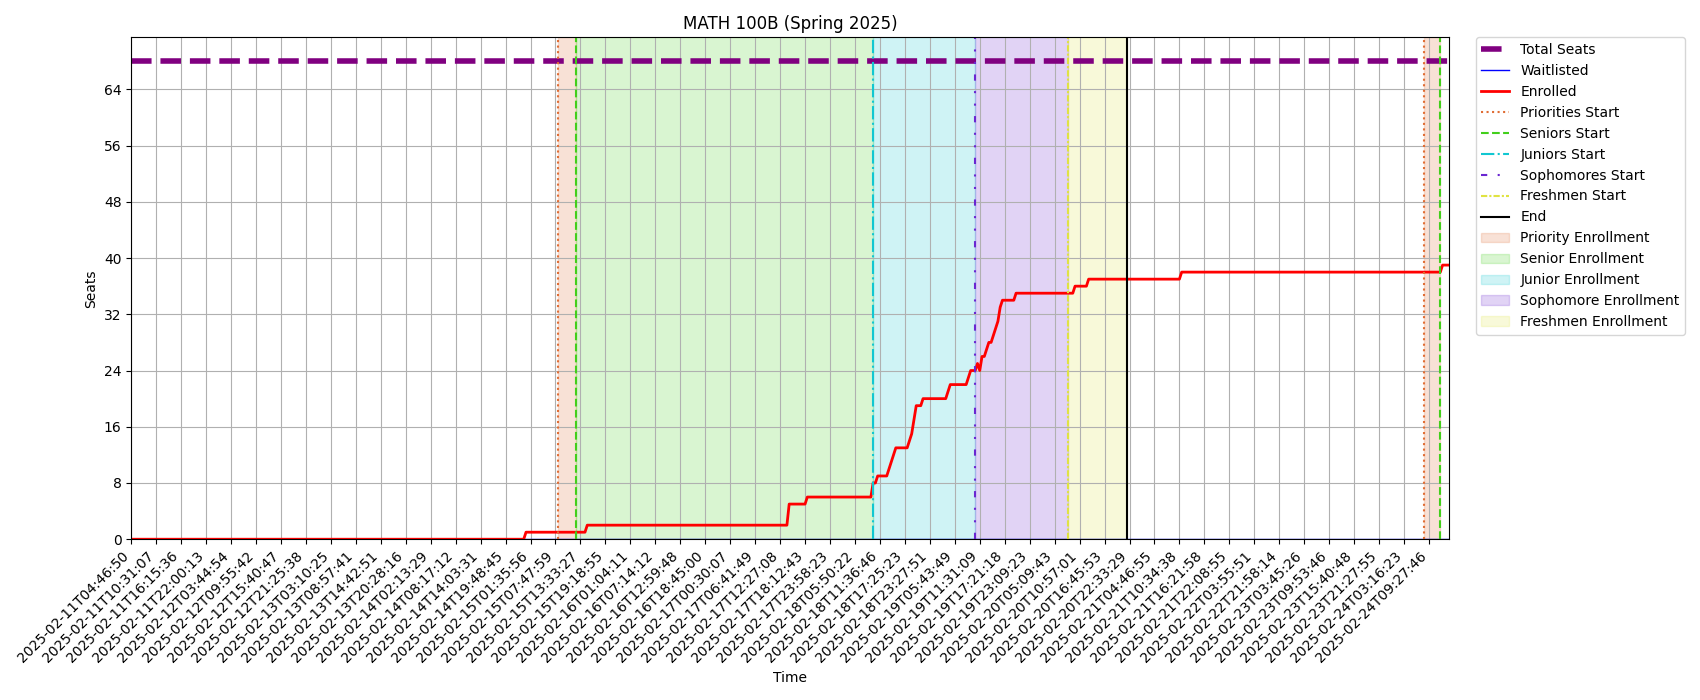 MATH 100B (Spring 2025)
Seats
64
56
48
40
32
24
16
8
0
2025-02-11T04:46:50
2025-02-11T10:31:07
2025-02-11T16:15:36
2025-02-11T22:00:13
2025-02-12T03:44:54
2025-02-12T09:55:42
2025-02-12T15:40:47
2025-02-12T21:25:38
2025-02-13T03:10:25
2025-02-13T08:57:41
2025-02-13T14:42:51
2025-02-13T20:28:16
2025-02-14T02:13:29
2025-02-14T08:17:12
2025-02-14T14:03:31
2025-02-14T19:48:45
2025-02-15T01:35:56
2025-02-15T07:47:59
2025-02-15T13:33:27
2025-02-15T19:18:55
2025-02-16T01:04:11
2025-02-16T07:14:12
2025-02-16T12:59:48
2025-02-16T18:45:00
2025-02-17T00:30:07
2025-02-17T06:41:49
2025-02-17T12:27:08
2025-02-17T18:12:43
2025-02-17T23:58:23
2025-02-18T05:50:22
2025-02-18T11:36:46
2025-02-18T17:25:23
2025-02-18T23:27:51
2025-02-19T05:43:49
2025-02-19T11:31:09
2025-02-19T17:21:18
2025-02-19T23:09:23
2025-02-20T05:09:43
2025-02-20T10:57:01
2025-02-20T16:45:53
2025-02-20T22:33:29
2025-02-21T04:46:55
2025-02-21T10:34:38
2025-02-21T16:21:58
2025-02-21T22:08:55
2025-02-22T03:55:51
2025-02-22T21:58:14
2025-02-23T03:45:26
2025-02-23T09:53:46
2025-02-23T15:40:48
2025-02-23T21:27:55
2025-02-24T03:16:23
2025-02-24T09:27:46
Time
Total Seats
Waitlisted
Enrolled
Priorities Start
Seniors Start
Juniors Start
Sophomores Start
Freshmen Start
End
Priority Enrollment
Senior Enrollment
Junior Enrollment
Sophomore Enrollment
Freshmen Enrollment